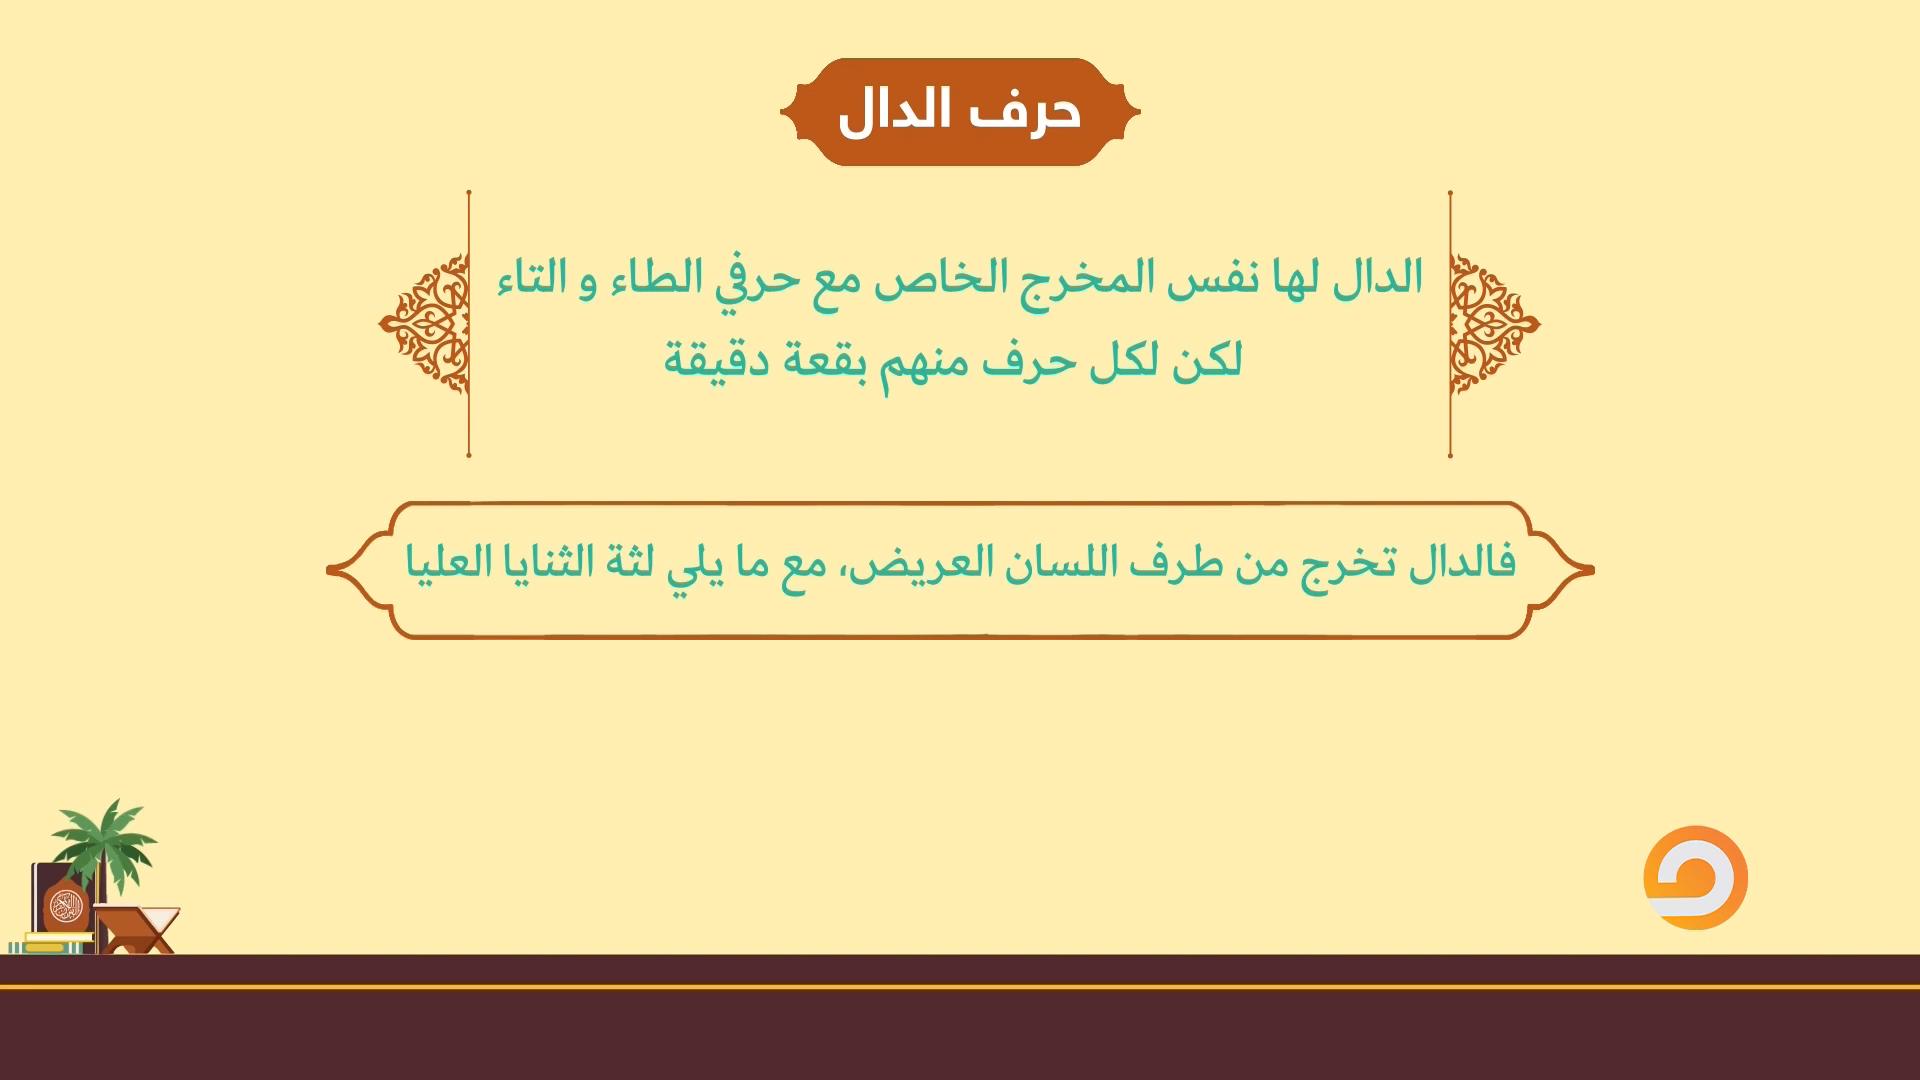 حرف الدال
الدال لها نفس المخرج الخاص مع حرفي الطاء و التاء
لكن لكل حرف منهم بقعة دقيقة
فالدال تخرج من طرف اللسان العريض، مع ما يلي لثة الثنايا العليا